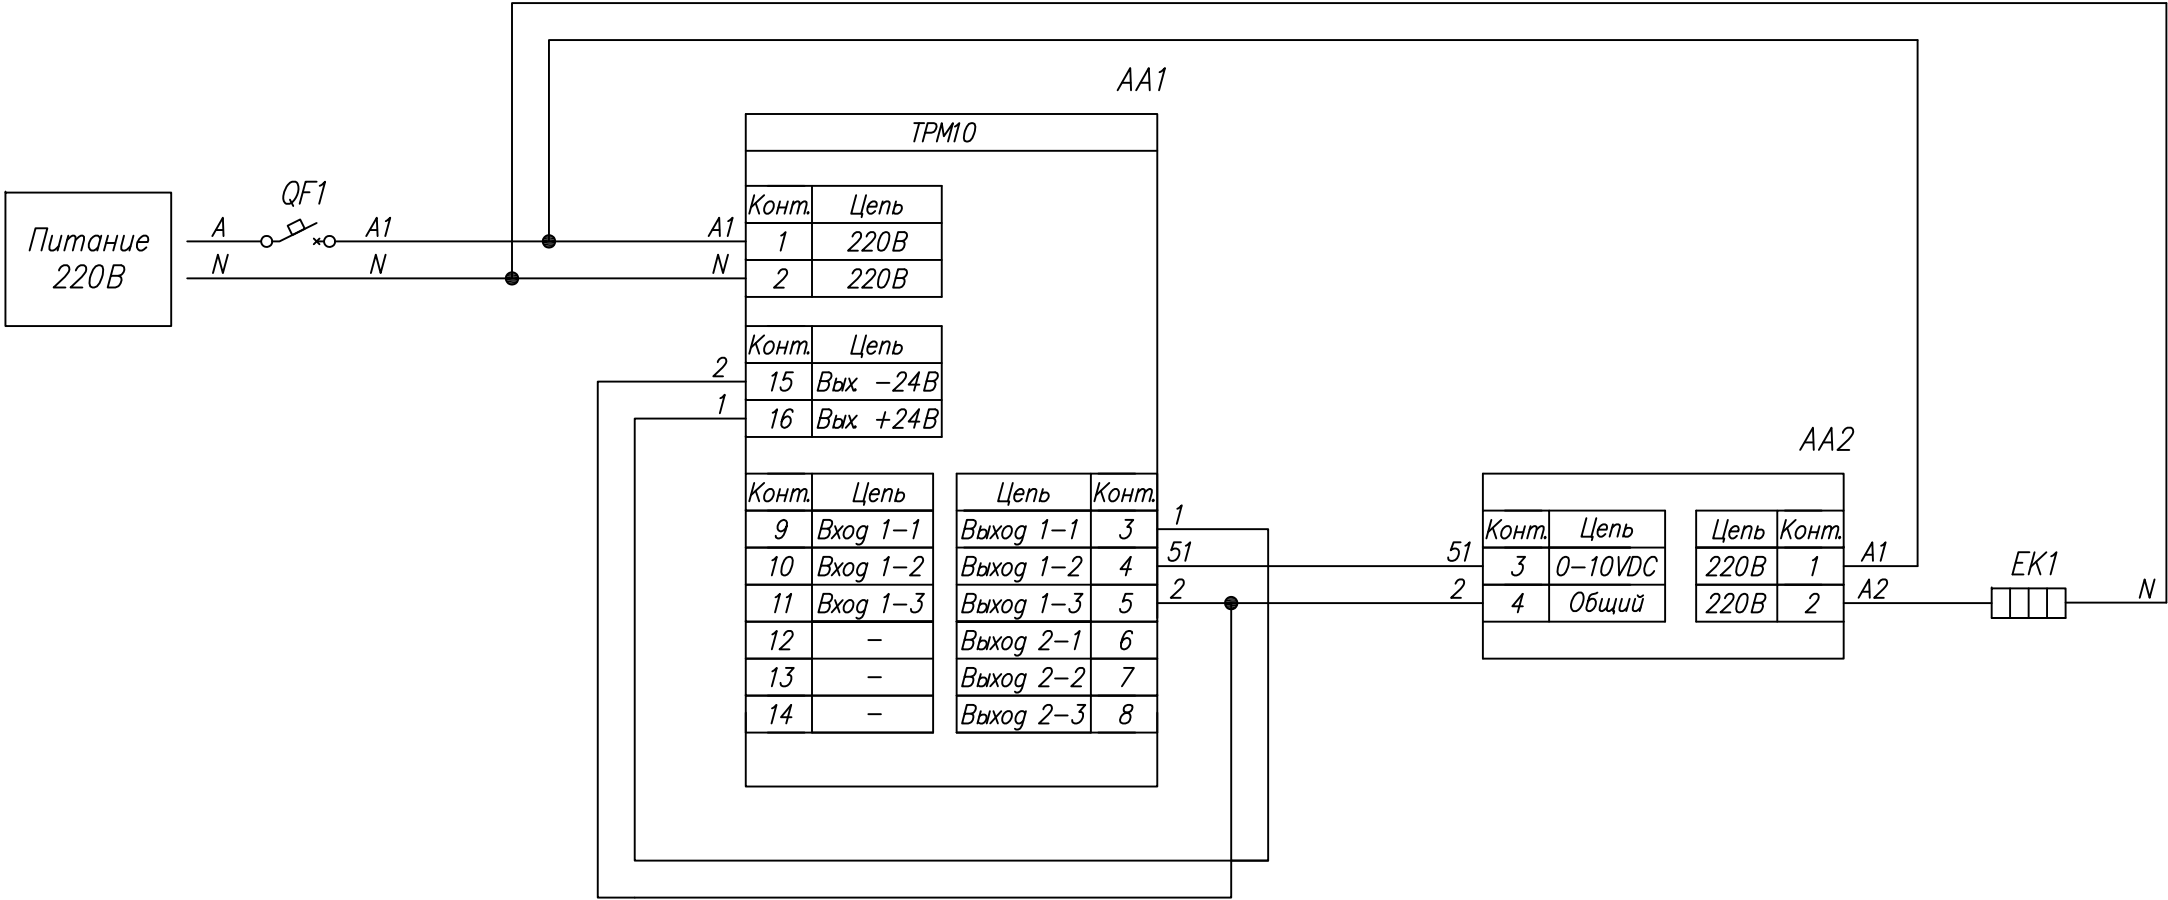 AA1
ТРМ10
QF1
Питание
220В
A
A1
A1
N
N
N
Конт. Цепь
1 220В
2 220В
Конт. Цепь
2
15 Вых. -24В
1
16 Вых. +24В
Конт. Цепь
9 Вход 1-1
10 Вход 1-2
11 Вход 1-3
12 -
13 -
14 -
Цепь Конт.
Выход 1-1 3
Выход 1-2 4
Выход 1-3 5
Выход 2-1 6
Выход 2-2 7
Выход 2-3 8
1
51
2
51
2
AA2
Конт. Цепь
3 0-10VDC
4 Общий
Цепь Конт.
220В 1
220В 2
A1
A2
EK1
N